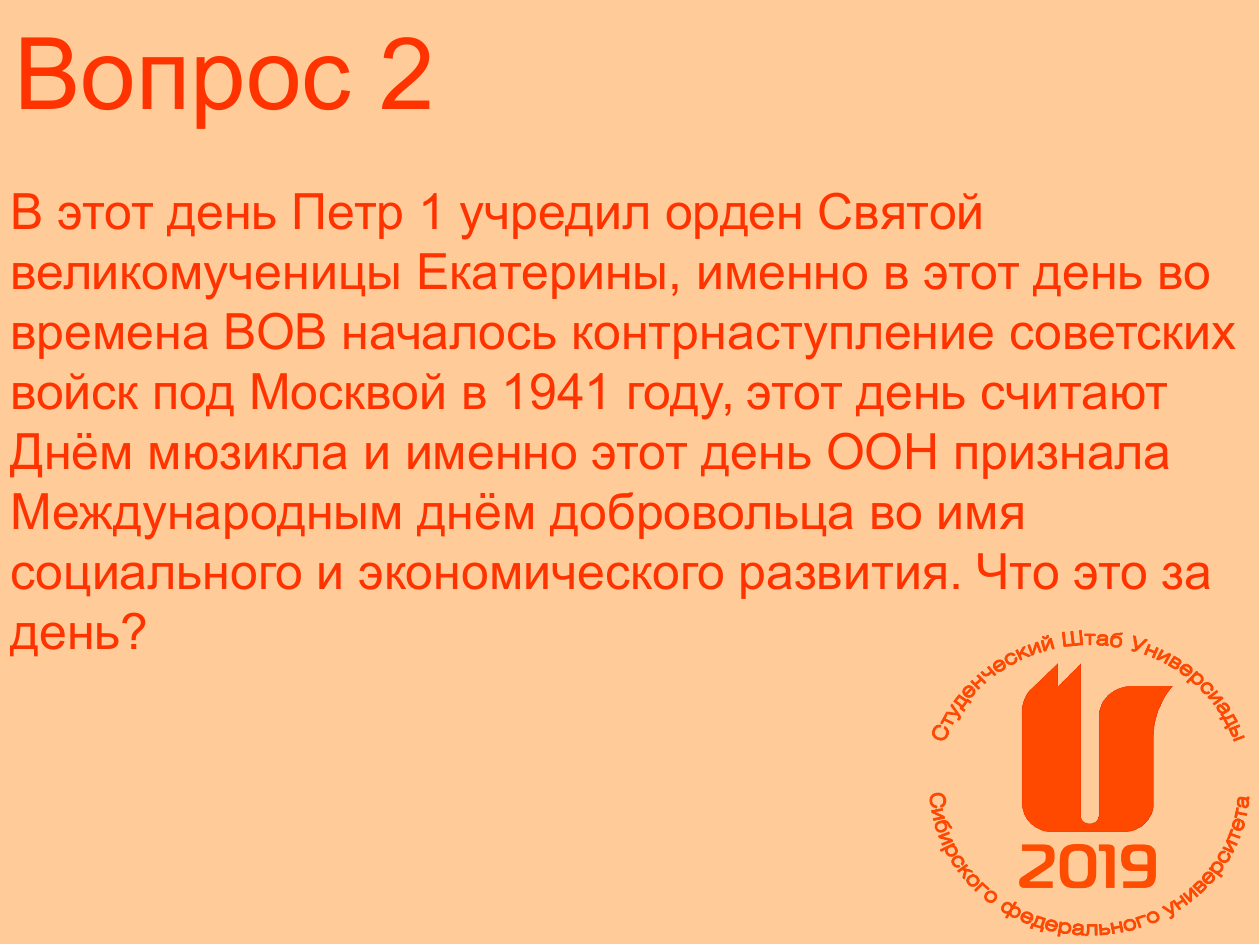 Вопрос 2
В этот день Петр 1 учредил орден Святой
великомученицы Екатерины, именно в этот день во
времена ВОВ началось контрнаступление советских
войск под Москвой в 1941 году, этот день считают
Днём мюзикла и именно этот день ООН признала
Международным днём добровольца во имя
социального и экономического развития. Что это за
день?
Студенческий Штаб Универсиады
2019
Сибирского федерального университета